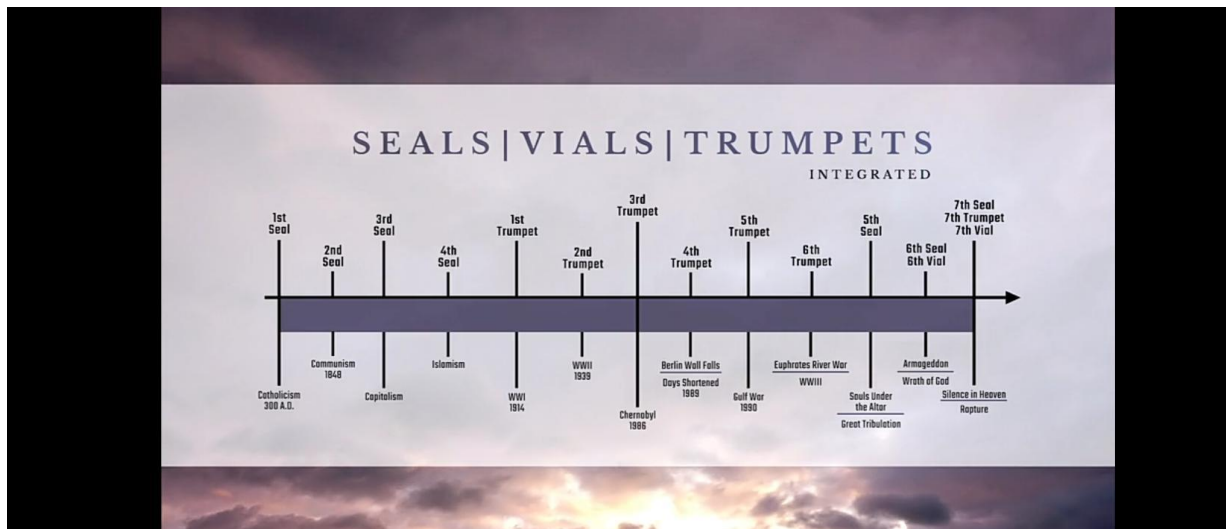 SEALS|VIALS|TRUMPETS
INTEGRATED
1st
Seal
2nd
Seal
3rd
Seal
4th
Seal
1st
Trumpet
2nd
Trumpet
3rd
Trumpet
4th
Trumpet
5th
Trumpet
6th
Trumpet
5th
Seal
6th Seal
6th Vial
7th Seal
7th Trumpet
7th Vial
Catholicism
300 A.D.
Communism
1848
Capitalism
Islamism
WWI
1914
WWII
1939
Chernobyl
1986
Berlin Wall Falls
Days Shortened
1989
Gulf War
1990
Euphrates River War
WWIII
Souls Under
the Altar
Great Tribulation
Armageddon
Wrath of God
Silence in Heaven
Rapture